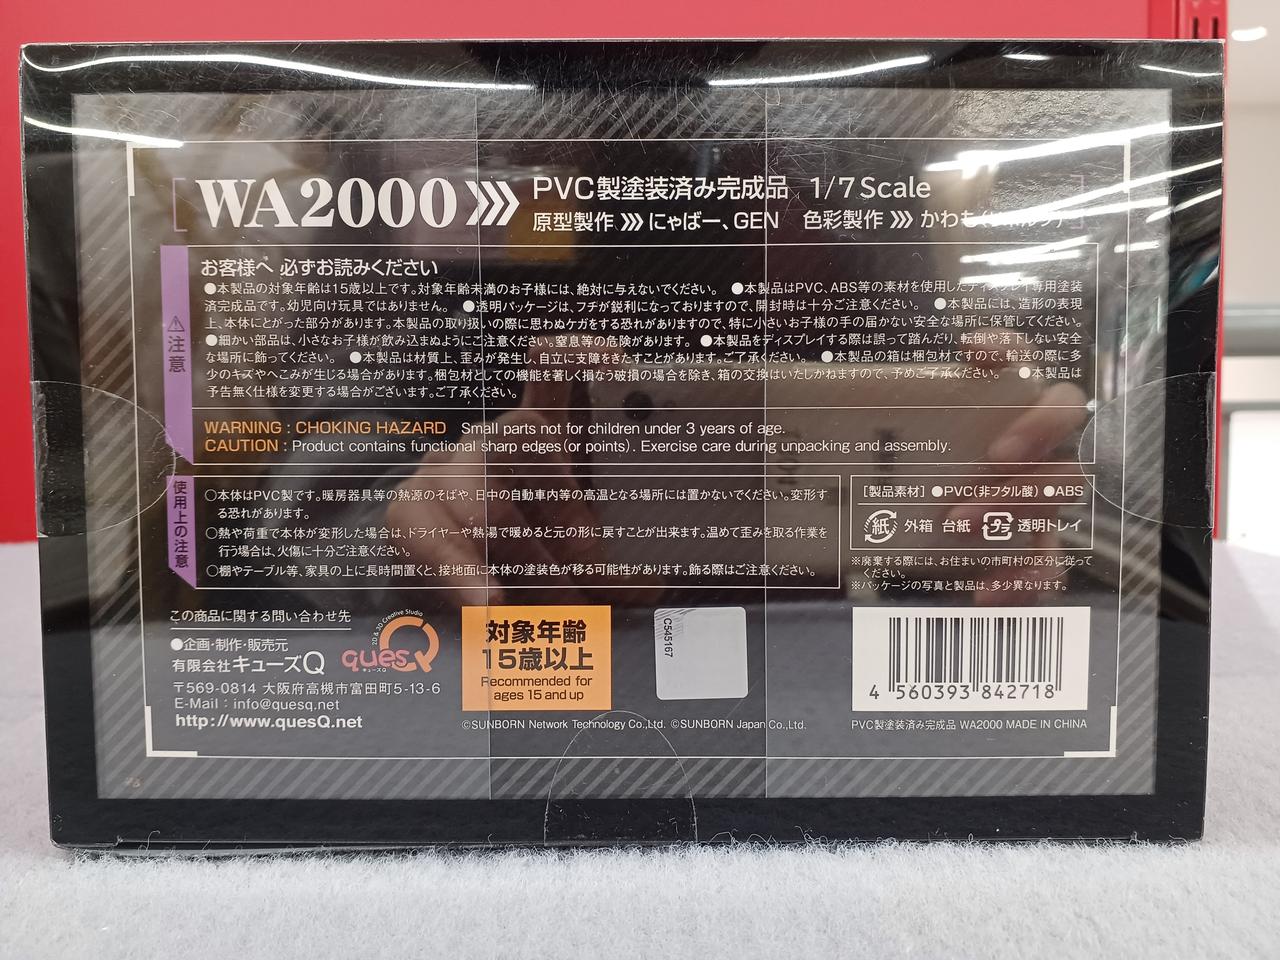 WA2000
PVC製塗装済み完成品 1/7 Scale
原型製作 にゃばー、GEN 色彩製作 かわも(リボルブ)
お客様へ 必ずお読みください
⚠注意
●本製品の対象年齢は15歳以上です。対象年齢未満のお子様には、絶対に与えないでください。 ●本製品はPVC、ABS等の素材を使用したディスプレイ専用塗装
済完成品です。幼児向け玩具ではありません。 ●透明パッケージは、フチが鋭利になっておりますので、開封時は十分ご注意ください。 ●本製品には、造形の表現
上、本体にとがった部分があります。本製品の取り扱いの際に思わぬケガをする恐れがありますので、特に小さいお子様の手の届かない安全な場所に保管してください。
●細かい部品は、小さなお子様が飲み込まぬようにご注意ください。窒息等の危険があります。 ●本製品をディスプレイする際は誤って踏んだり、転倒や落下しない安全
な場所に飾ってください。 ●本製品は材質上、歪みが発生し、自立に支障をきたすことがあります。ご了承ください。 ●本製品の箱は梱包材ですので、輸送の際に多
少のキズやへこみが生じる場合があります。梱包材としての機能を著しく損なう破損の場合を除き、箱の交換はいたしかねますので、予めご了承ください。 ●本製品は
予告無く仕様を変更する場合がございます。ご了承ください。
WARNING : CHOKING HAZARD Small parts not for children under 3 years of age.
CAUTION : Product contains functional sharp edges(or points). Exercise care during unpacking and assembly.
使用上の注意
○本体はPVC製です。暖房器具等の熱源のそばや、日中の自動車内等の高温となる場所には置かないでください。変形す
る恐れがあります。
○熱や荷重で本体が変形した場合は、ドライヤーや熱湯で暖めると元の形に戻すことが出来ます。温めて歪みを取る作業を
行う場合は、火傷に十分ご注意ください。
○棚やテーブル等、家具の上に長時間置くと、接地面に本体の塗装色が移る可能性があります。飾る際はご注意ください。
[製品素材] ●PVC(非フタル酸) ●ABS
紙 外箱 台紙 プラ 透明トレイ
※廃棄する際には、お住まいの市町村の区分に従って
ください。
※パッケージの写真と製品は、多少異なります。
この商品に関する問い合わせ先
●企画・制作・販売元
有限会社キューズQ
2D & 3D Creative Studio
quesQ
キューズQ
〒569-0814 大阪府高槻市富田町5-13-6
E-Mail : info@quesq.net
http://www.quesQ.net
対象年齢
15歳以上
Recommended for
ages 15 and up
C545167
4 560393 842718
©SUNBORN Network Technology Co.,Ltd. ©SUNBORN Japan Co.,Ltd.
PVC製塗装済み完成品 WA2000 MADE IN CHINA